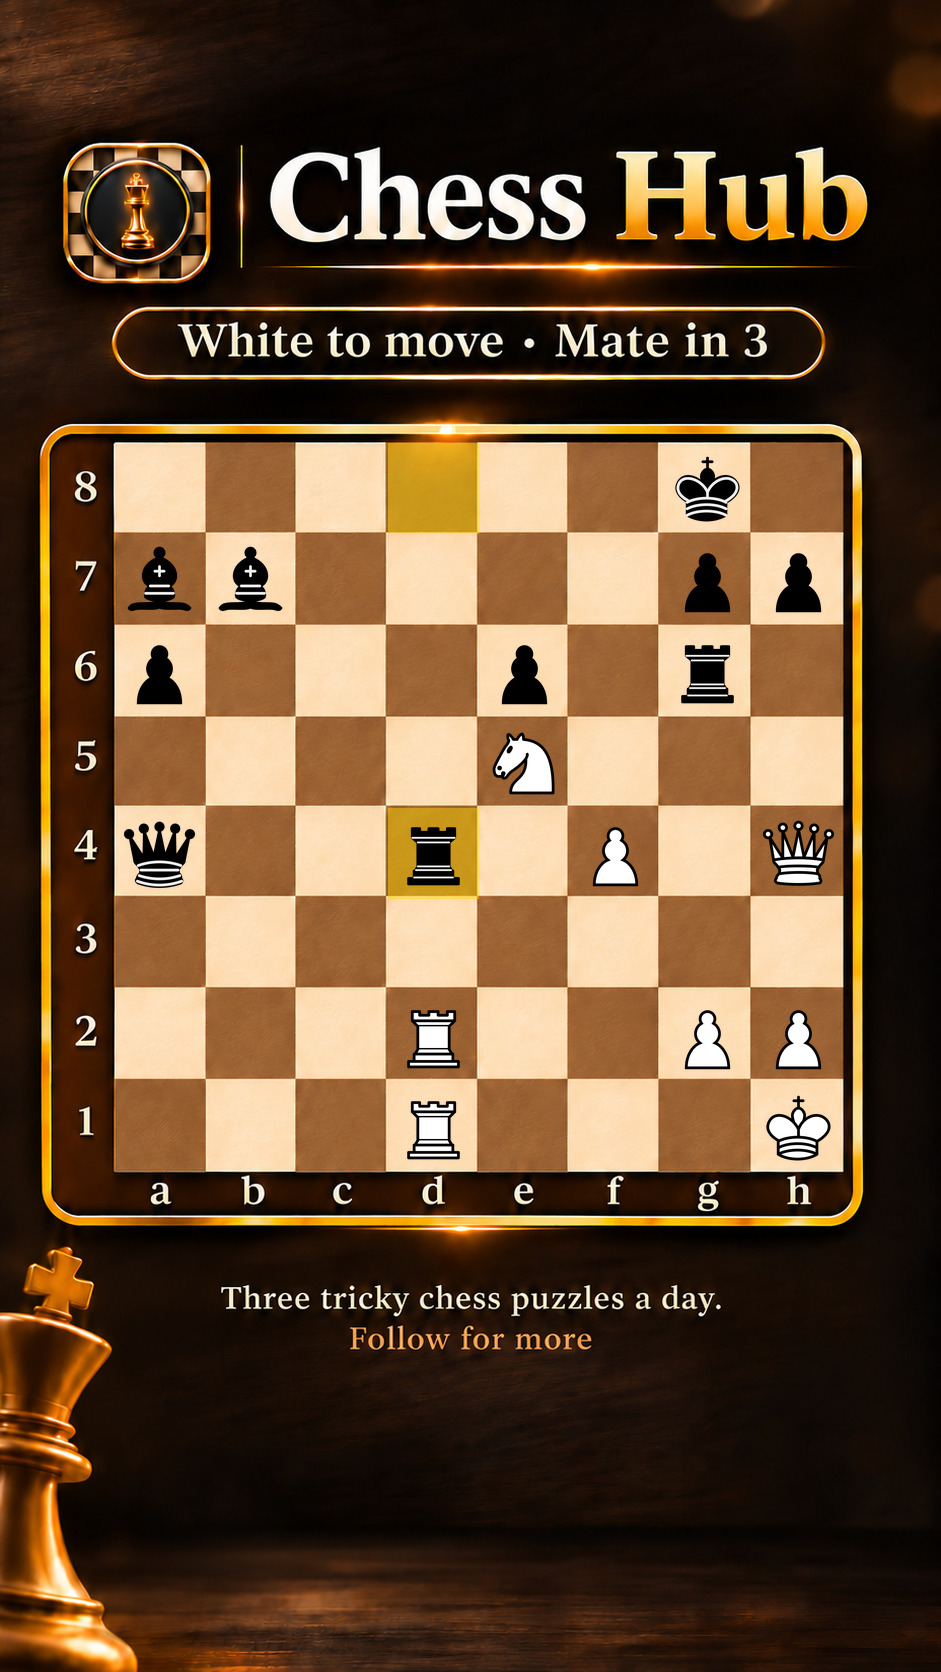 Chess Hub
White to move • Mate in 3
8
7
6
5
4
3
2
1
a b c d e f g h
Three tricky chess puzzles a day.
Follow for more